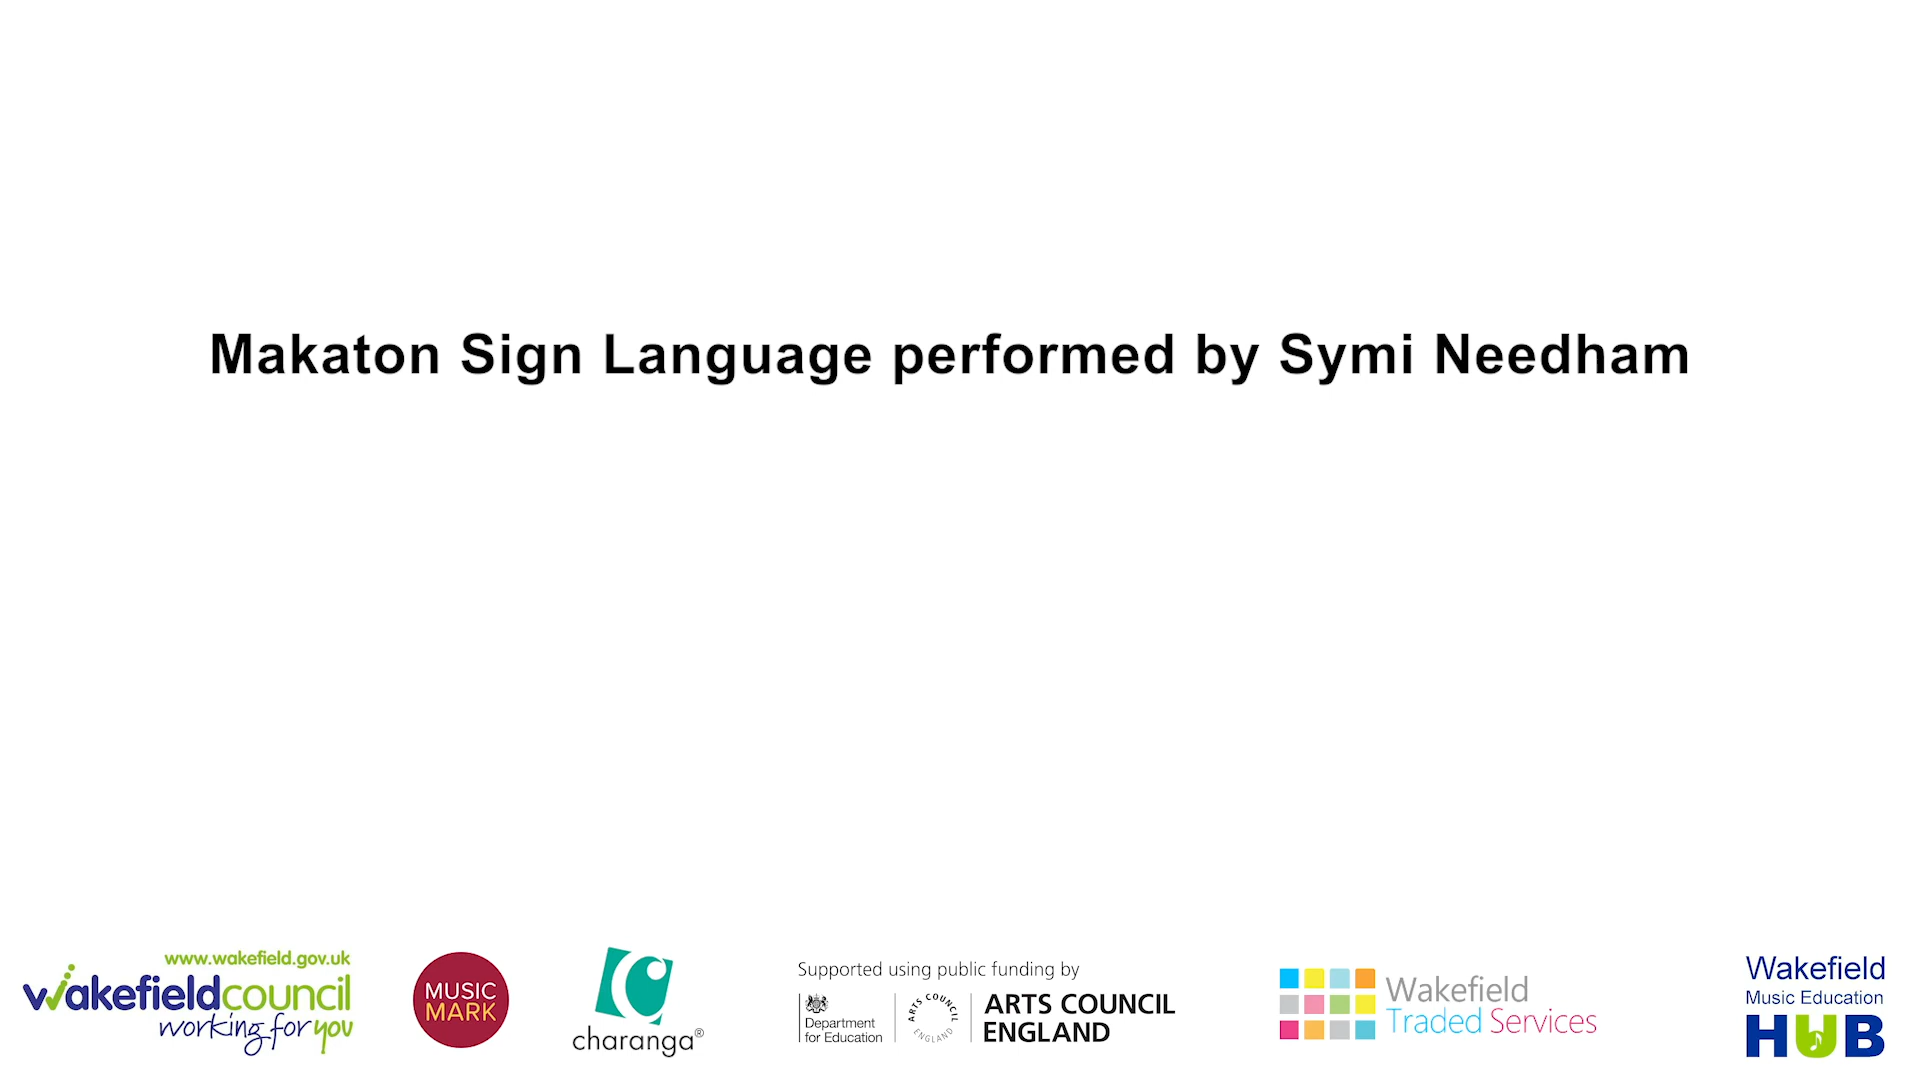 Makaton Sign Language performed by Symi Needham
www.wakefield.gov.uk
wakefieldcouncil
working for you
MUSIC
MARK
charanga®
Supported using public funding by
Department
for Education
ARTS COUNCIL
ENGLAND
ARTS COUNCIL
ENGLAND
Wakefield
Traded Services
Wakefield
Music Education
HUB